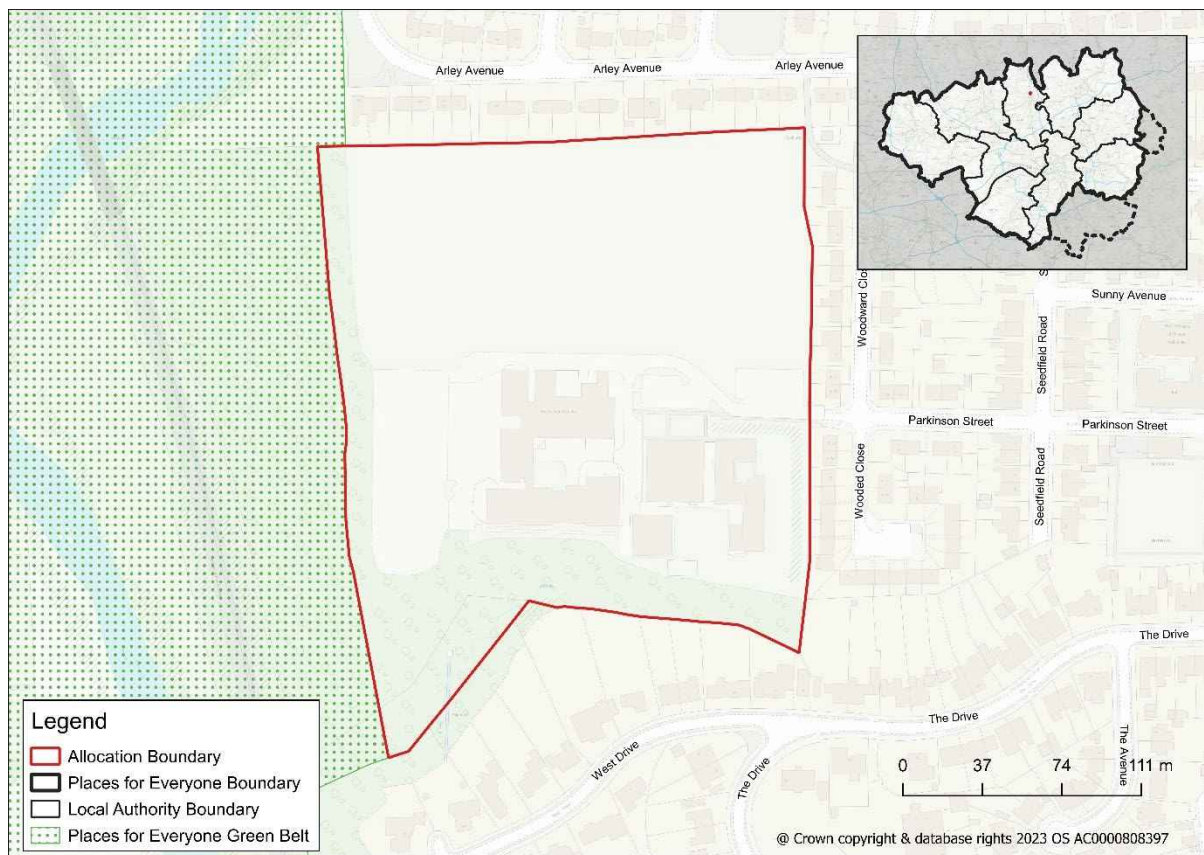 Arley Avenue
Arley Avenue
Arley Avenue
Woodward Clos
S
Sunny Avenue
Seedfield Road
Parkinson Street
Parkinson Street
Wooded Close
Seedfield Road
The Drive
The Drive
West Drive
The Drive
The Avenue
Legend
Allocation Boundary
Places for Everyone Boundary
Local Authority Boundary
Places for Everyone Green Belt
0 37 74 111 m
@ Crown copyright & database rights 2023 OS AC0000808397